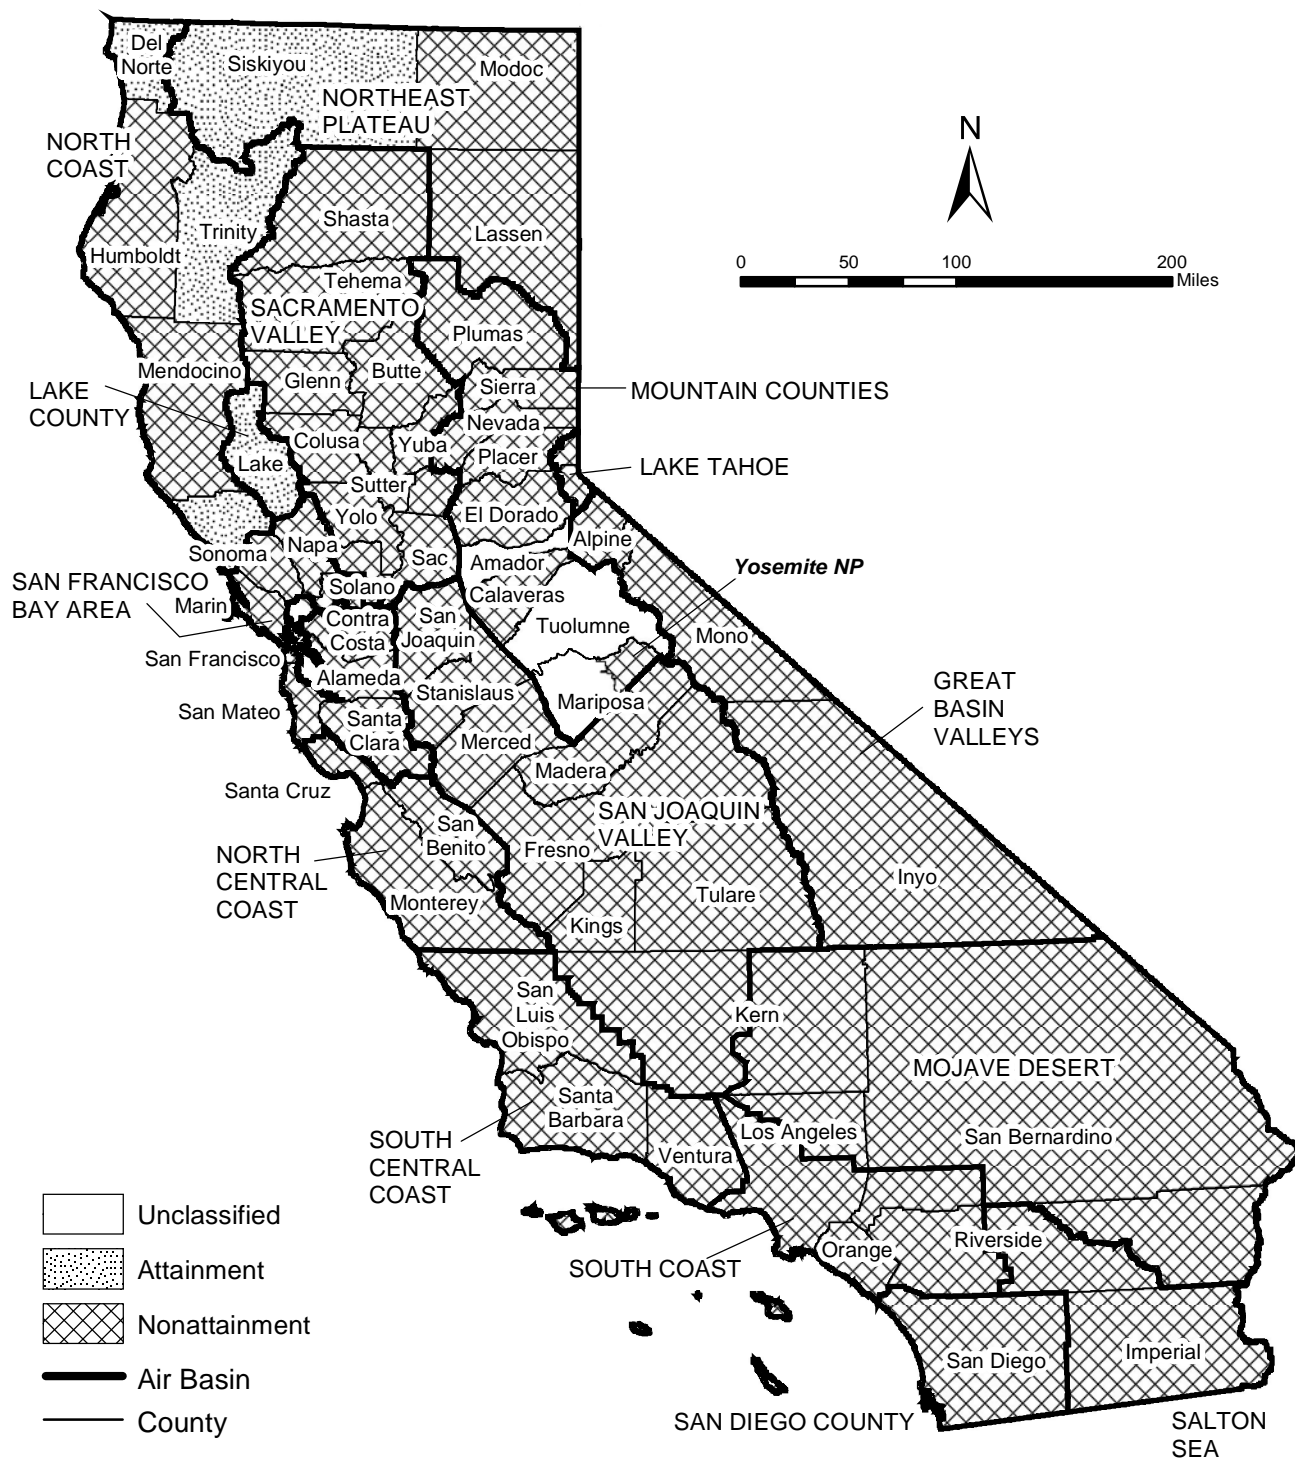 Del
Norte
Siskiyou
Modoc
NORTHEAST
PLATEAU
NORTH
COAST
N
Shasta
Trinity
Lassen
Humboldt
0
50
100
200
Miles
Tehema
SACRAMENTO
VALLEY
Plumas
Mendocino
Glenn
Butte
Sierra
MOUNTAIN COUNTIES
LAKE
COUNTY
Nevada
Colusa
Yuba
Placer
Lake
LAKE TAHOE
Sutter
Yolo
El Dorado
Napa
Alpine
Sonoma
Sac
Amador
Yosemite NP
SAN FRANCISCO
BAY AREA
Solano
Calaveras
Marin
Contra
Costa
San
Joaquin
Tuolumne
Mono
San Francisco
Alameda
Stanislaus
Mariposa
GREAT
BASIN
VALLEYS
San Mateo
Santa
Clara
Merced
Madera
Santa Cruz
SAN JOAQUIN
VALLEY
San
Benito
Fresno
NORTH
CENTRAL
COAST
Inyo
Monterey
Tulare
Kings
San
Luis
Obispo
Kern
MOJAVE DESERT
Santa
Barbara
Los Angeles
San Bernardino
SOUTH
CENTRAL
COAST
Ventura
Unclassified
Riverside
Orange
SOUTH COAST
Attainment
Nonattainment
San Diego
Imperial
Air Basin
County
SAN DIEGO COUNTY
SALTON
SEA